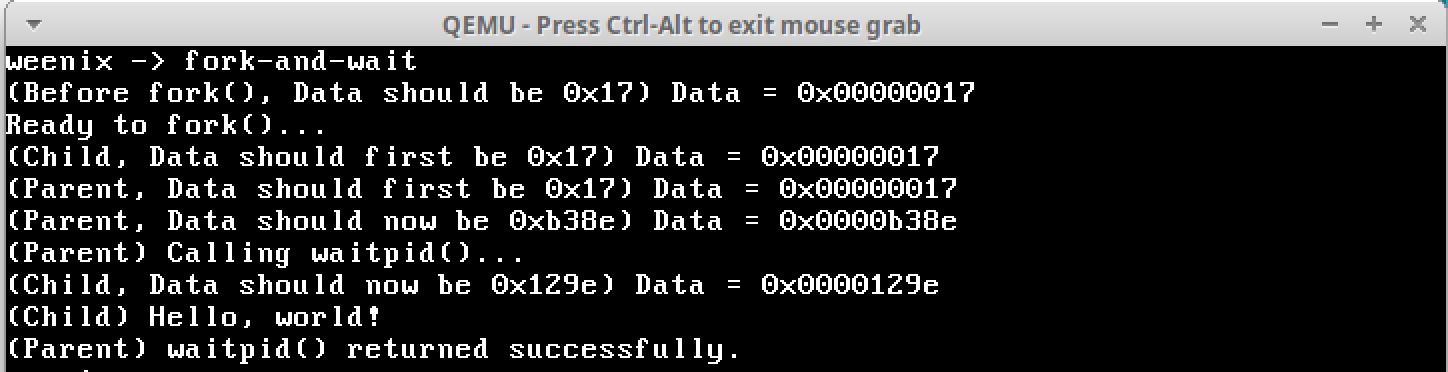 QEMU - Press Ctrl-Alt to exit mouse grab
weenix -> fork-and-wait
(Before fork(), Data should be 0x17) Data = 0x00000017
Ready to fork()...
(Child, Data should first be 0x17) Data = 0x00000017
(Parent, Data should first be 0x17) Data = 0x00000017
(Parent, Data should now be 0xb38e) Data = 0x0000b38e
(Parent) Calling waitpid()...
(Child, Data should now be 0x129e) Data = 0x0000129e
(Child) Hello, world!
(Parent) waitpid() returned successfully.